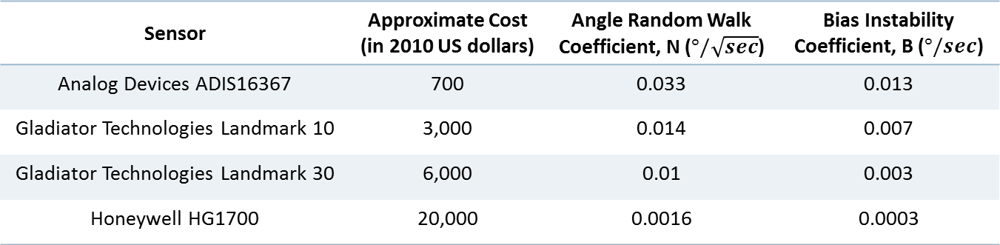 Sensor Approximate Cost (in 2010 US dollars) Angle Random Walk Coefficient, N (°/√sec) Bias Instability Coefficient, B (°/sec)
Analog Devices ADIS16367 700 0.033 0.013
Gladiator Technologies Landmark 10 3,000 0.014 0.007
Gladiator Technologies Landmark 30 6,000 0.01 0.003
Honeywell HG1700 20,000 0.0016 0.0003